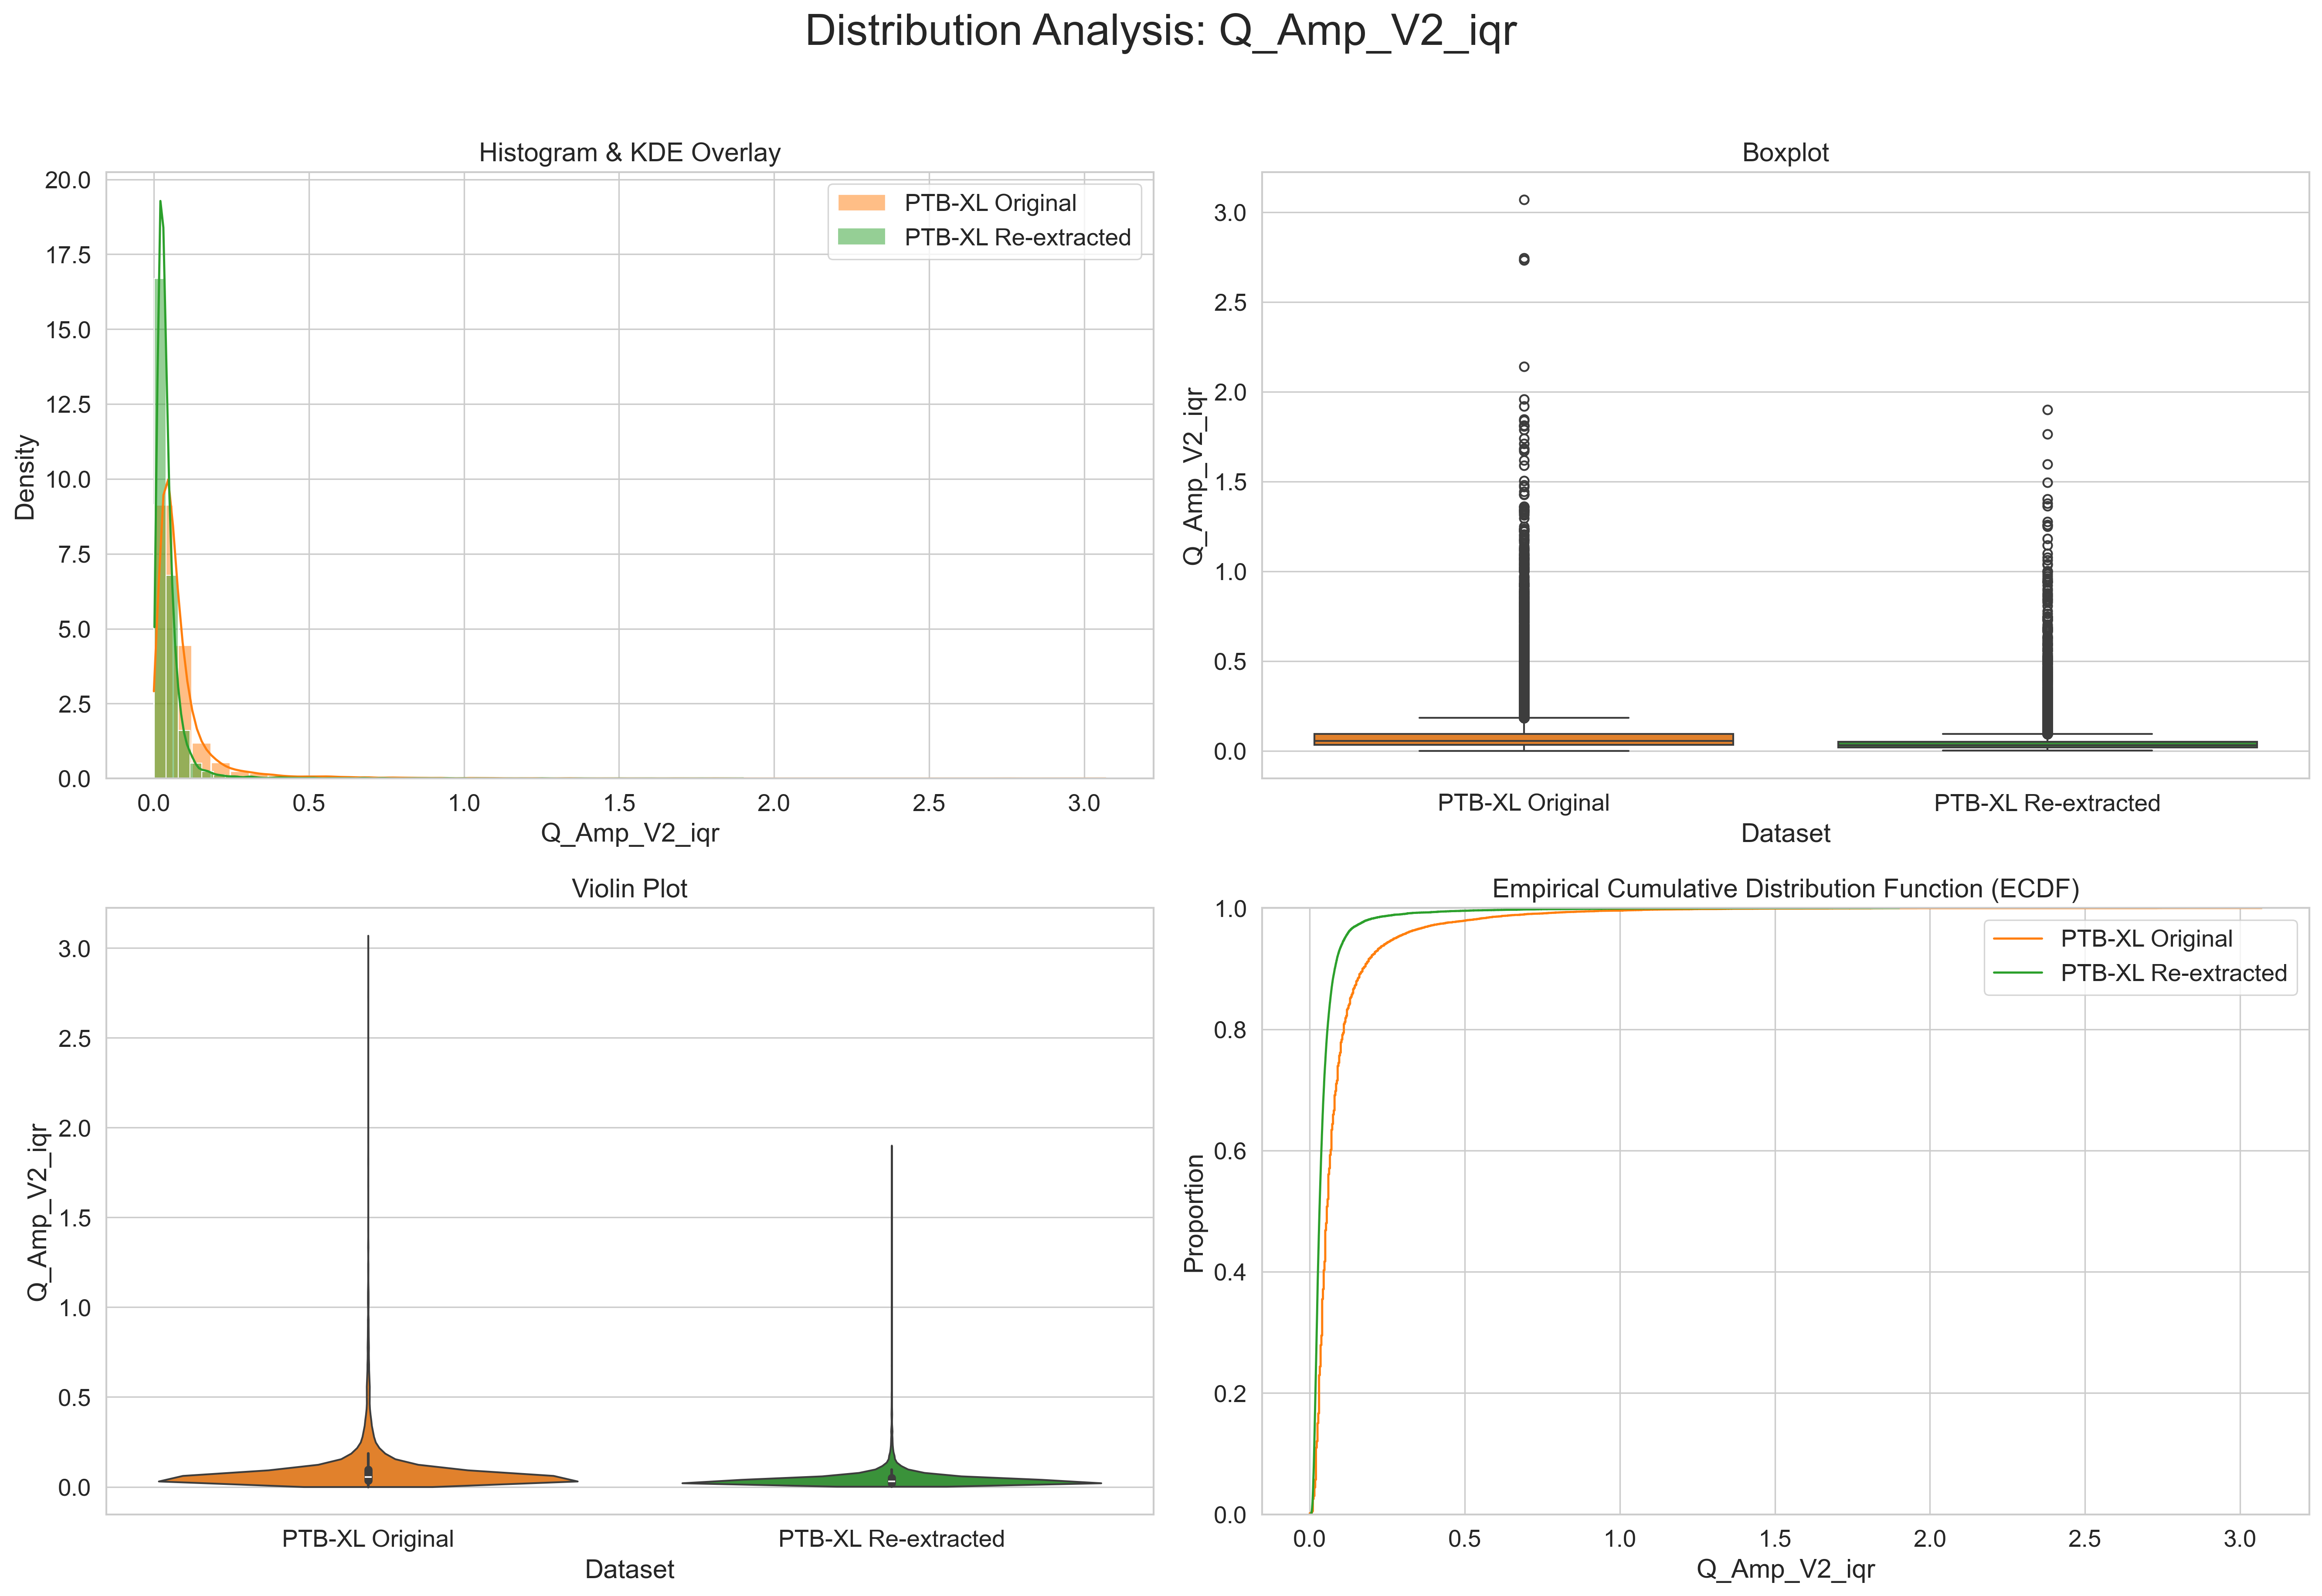 Distribution Analysis: Q_Amp_V2_iqr
Histogram & KDE Overlay
20.0
17.5
15.0
12.5
10.0
7.5
5.0
2.5
0.0
Density
PTB-XL Original
PTB-XL Re-extracted
0.0 0.5 1.0 1.5 2.0 2.5 3.0
Q_Amp_V2_iqr
Boxplot
3.0
2.5
2.0
1.5
1.0
0.5
0.0
Q_Amp_V2_iqr
PTB-XL Original PTB-XL Re-extracted
Dataset
Violin Plot
3.0
2.5
2.0
1.5
1.0
0.5
0.0
Q_Amp_V2_iqr
PTB-XL Original PTB-XL Re-extracted
Dataset
Empirical Cumulative Distribution Function (ECDF)
1.0
0.8
0.6
0.4
0.2
0.0
Proportion
PTB-XL Original
PTB-XL Re-extracted
0.0 0.5 1.0 1.5 2.0 2.5 3.0
Q_Amp_V2_iqr